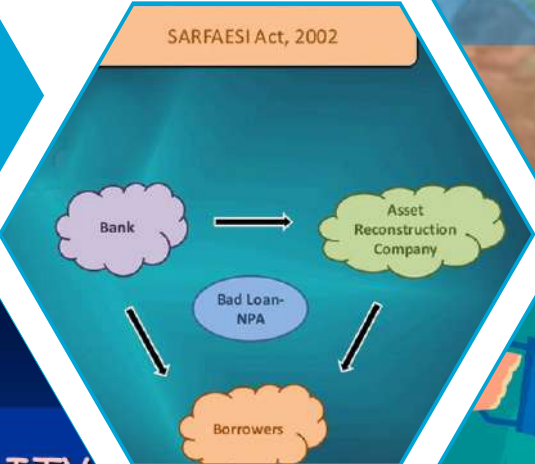 SARFAESI Act, 2002
Bank
Asset
Reconstruction
Company
Bad Loan-
NPA
Borrowers